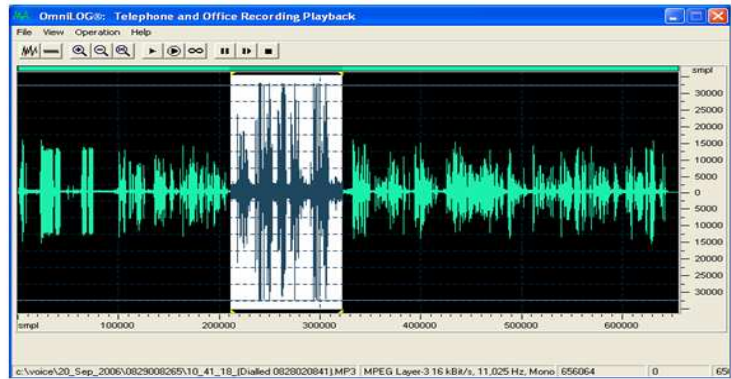 OmniLOG®: Telephone and Office Recording Playback
File View Operation Help
smpl
30000
25000
20000
15000
10000
5000
0
5000
10000
15000
20000
25000
30000
smpl 100000 200000 300000 400000 500000 600000
c:\voice\20_Sep_2006\0829008265\10_41_18_(Dialled 0828020841).MP3 MPEG Layer-3 16 kBit/s, 11,025 Hz, Mono 656064 0